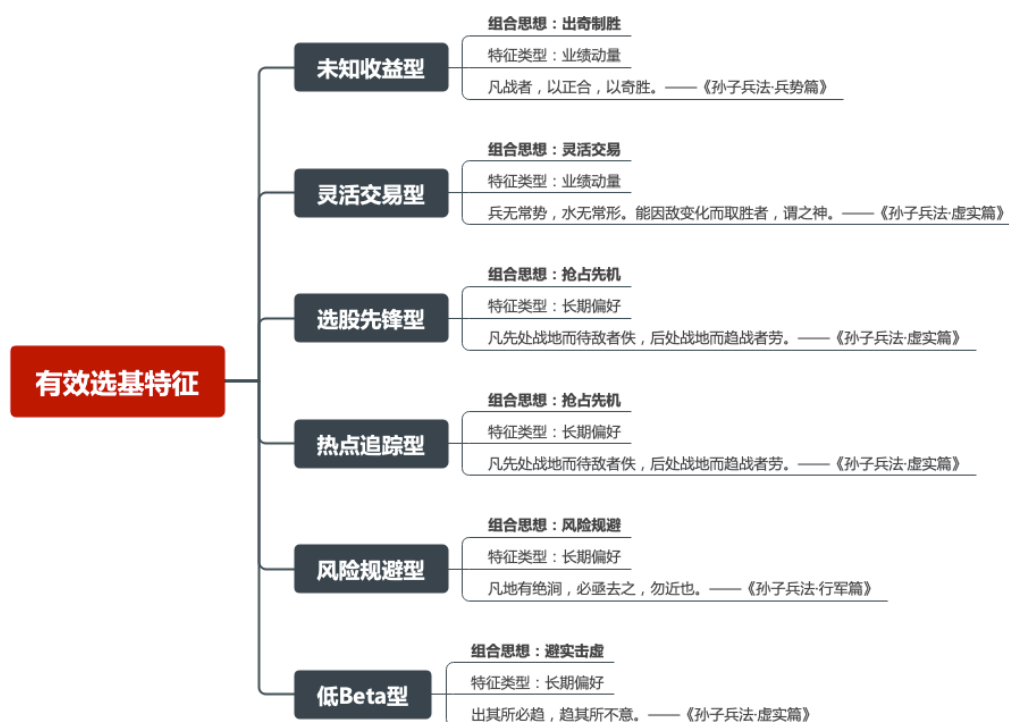 有效选基特征
未知收益型
组合思想：出奇制胜
特征类型：业绩动量
凡战者，以正合，以奇胜。——《孙子兵法·兵势篇》
灵活交易型
组合思想：灵活交易
特征类型：业绩动量
兵无常势，水无常形。能因敌变化而取胜者，谓之神。——《孙子兵法·虚实篇》
选股先锋型
组合思想：抢占先机
特征类型：长期偏好
凡先处战地而待敌者佚，后处战地而趋战者劳。——《孙子兵法·虚实篇》
热点追踪型
组合思想：抢占先机
特征类型：长期偏好
凡先处战地而待敌者佚，后处战地而趋战者劳。——《孙子兵法·虚实篇》
风险规避型
组合思想：风险规避
特征类型：长期偏好
凡地有绝涧，必亟去之，勿近也。——《孙子兵法·行军篇》
低Beta型
组合思想：避实击虚
特征类型：长期偏好
出其所必趋，趋其所不意。——《孙子兵法·虚实篇》